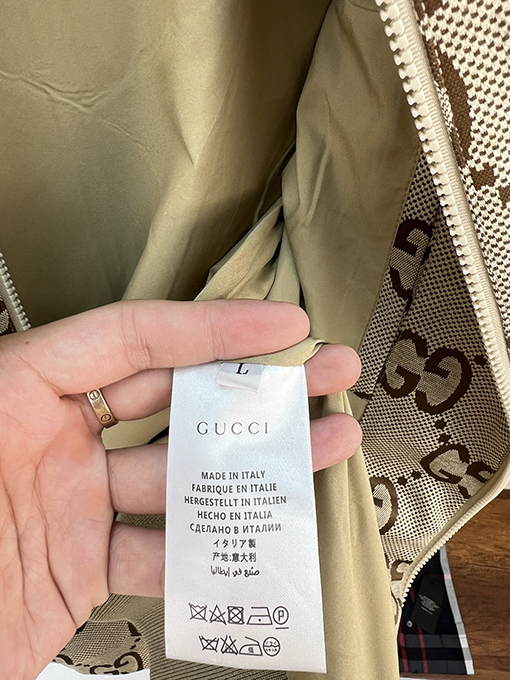 L
GUCCI
MADE IN ITALY
FABRIQUE EN ITALIE
HERGESTELLT IN ITALIEN
HECHO EN ITALIA
СДЕЛАНО В ИТАЛИИ
イタリア製
产地:意大利
صنع في إيطاليا
P